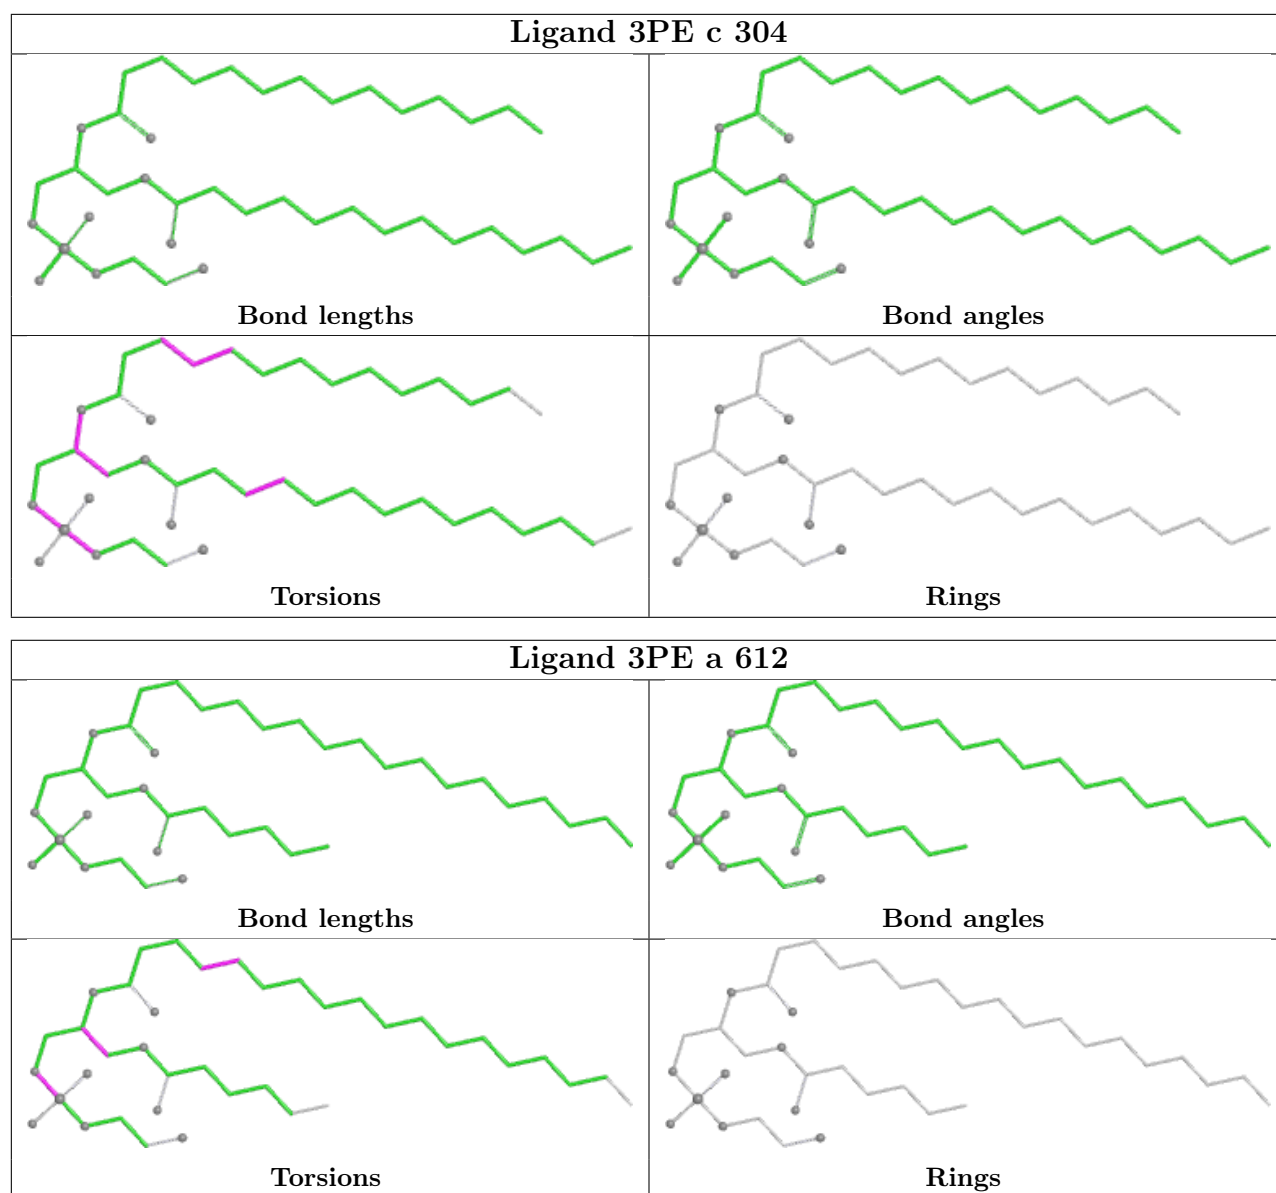 Ligand 3PE c 304
Bond lengths
Bond angles
Torsions
Rings
Ligand 3PE a 612
Bond lengths
Bond angles
Torsions
Rings